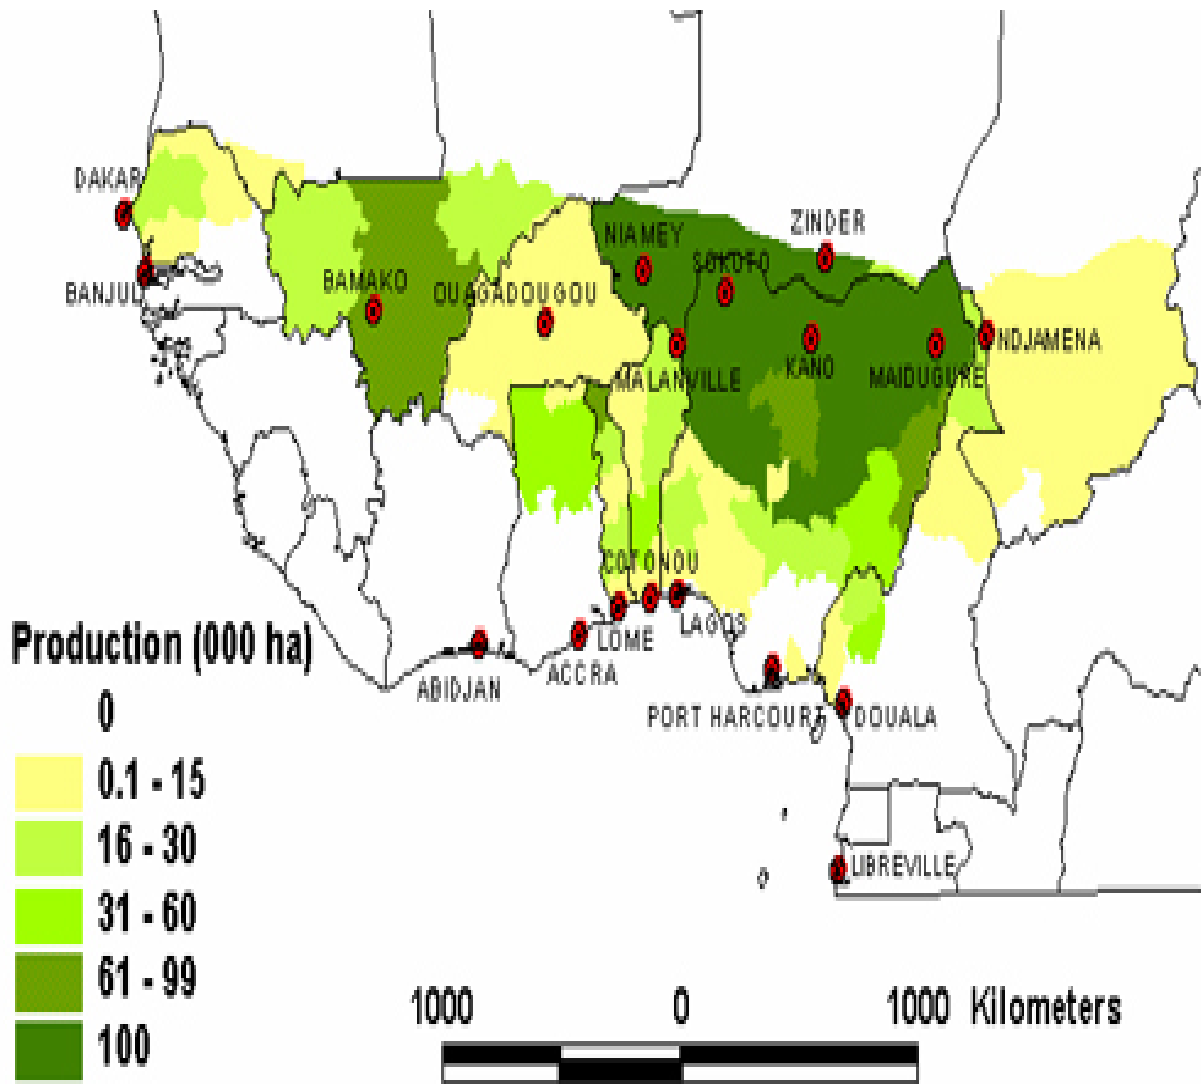 DAKAR
ZINDER
NIAMEY
SOKOTO
BANJUL
BAMAKO
OUAGADOUGOU
NDJAMENA
MALANVILLE
KANO
MAIDUGURE
COTONOU
LAGOS
LOME
ACCRA
ABIDJAN
PORT HARCOURT
DOUALA
LIBREVILLE
Production (000 ha)
0
0.1 - 15
16 - 30
31 - 60
61 - 99
100
1000 0 1000 Kilometers